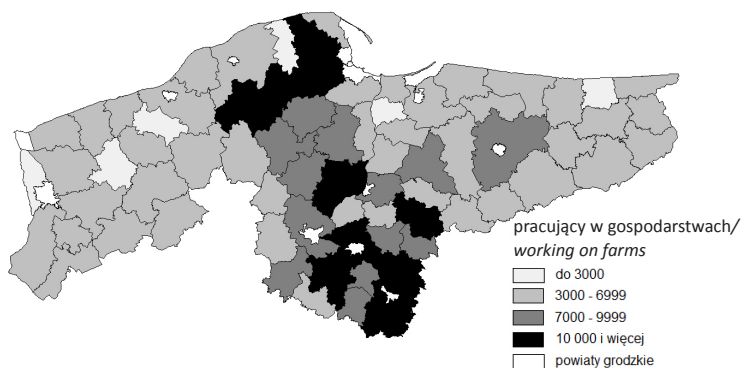 pracujący w gospodarstwach/
working on farms
do 3000
3000 - 6999
7000 - 9999
10 000 i więcej
powiaty grodzkie